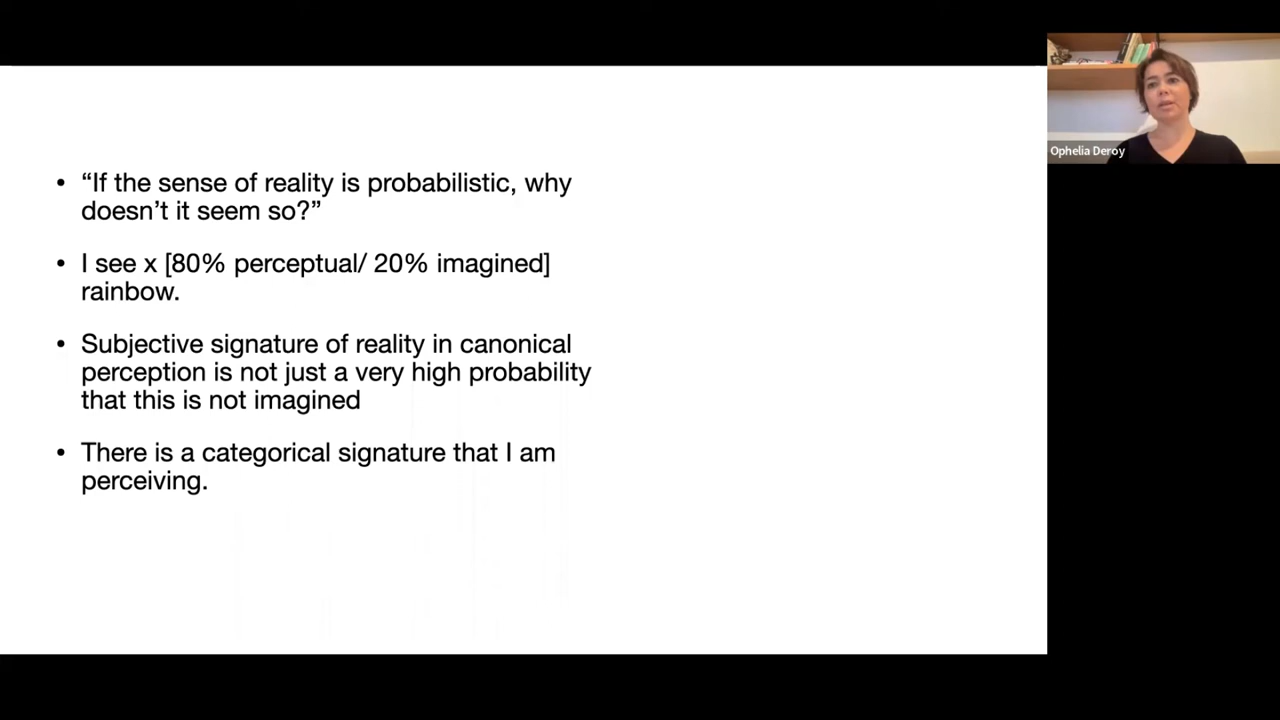 “If the sense of reality is probabilistic, why
doesn’t it seem so?”
I see x [80% perceptual/ 20% imagined]
rainbow.
Subjective signature of reality in canonical
perception is not just a very high probability
that this is not imagined
There is a categorical signature that I am
perceiving.
Ophelia Deroy